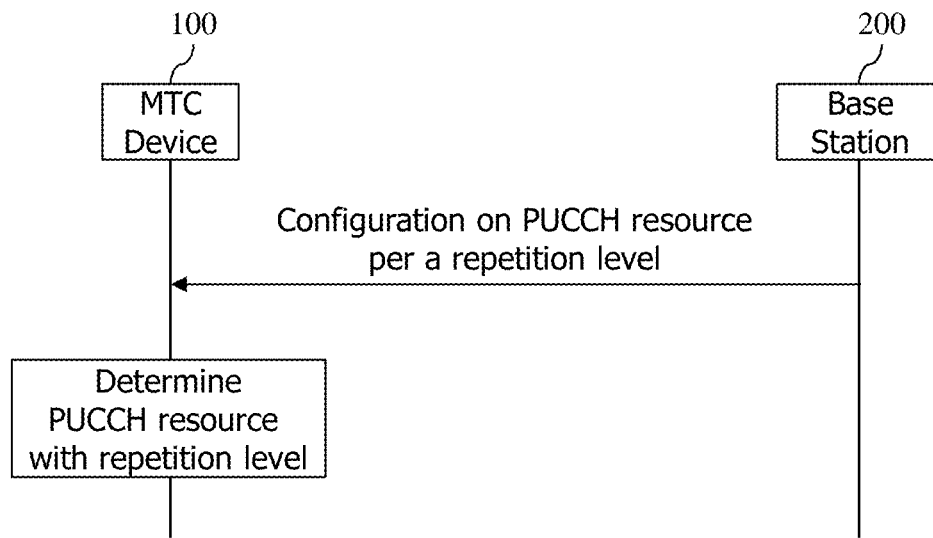 100
200
MTC
Device
Base
Station
Configuration on PUCCH resource
per a repetition level
Determine
PUCCH resource
with repetition level